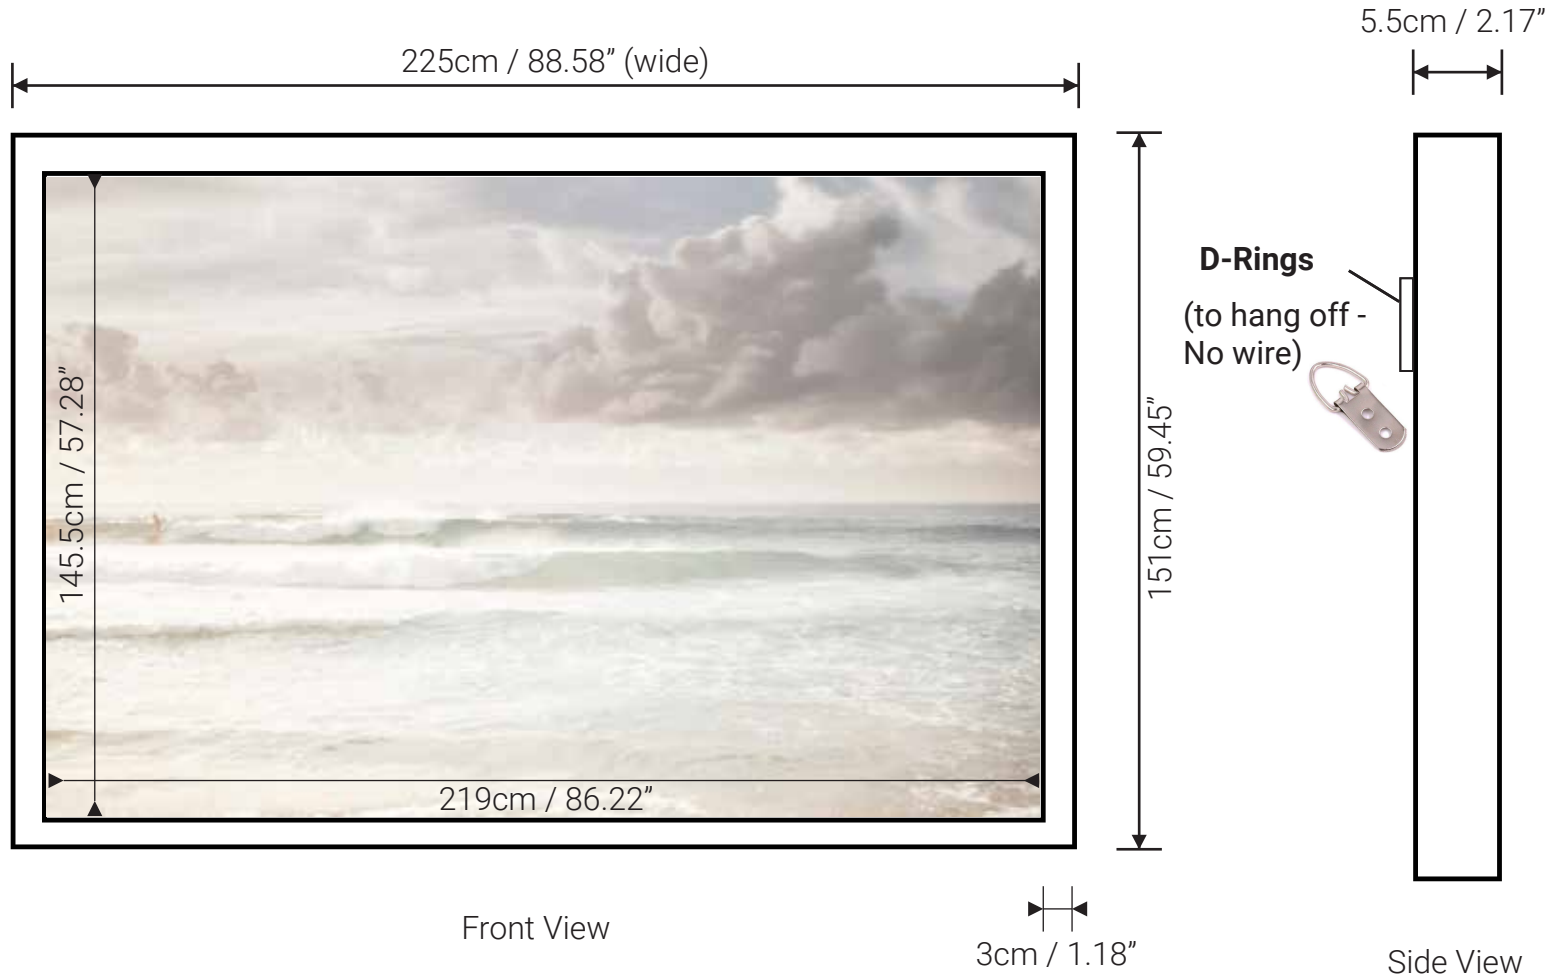 5.5cm / 2.17”
225cm / 88.58” (wide)
D-Rings
(to hang off -
No wire)
145.5cm / 57.28”
151cm / 59.45”
219cm / 86.22”
Front View
3cm / 1.18”
Side View